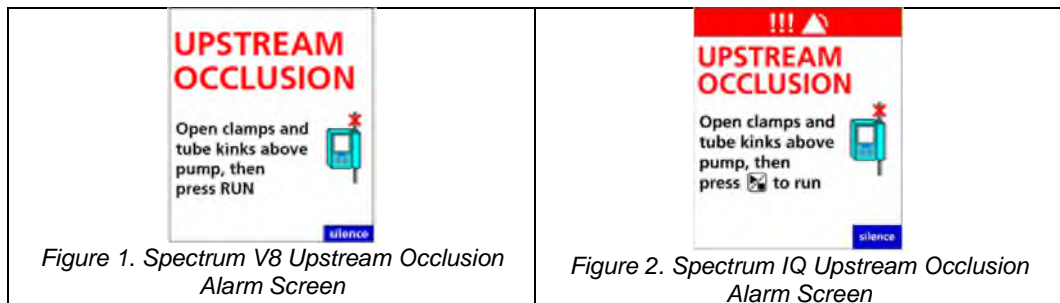 UPSTREAM
OCCLUSION
Open clamps and
tube kinks above
pump, then
press RUN
silence
Figure 1. Spectrum V8 Upstream Occlusion
Alarm Screen
!!!
UPSTREAM
OCCLUSION
Open clamps and
tube kinks above
pump, then
press to run
silence
Figure 2. Spectrum IQ Upstream Occlusion
Alarm Screen